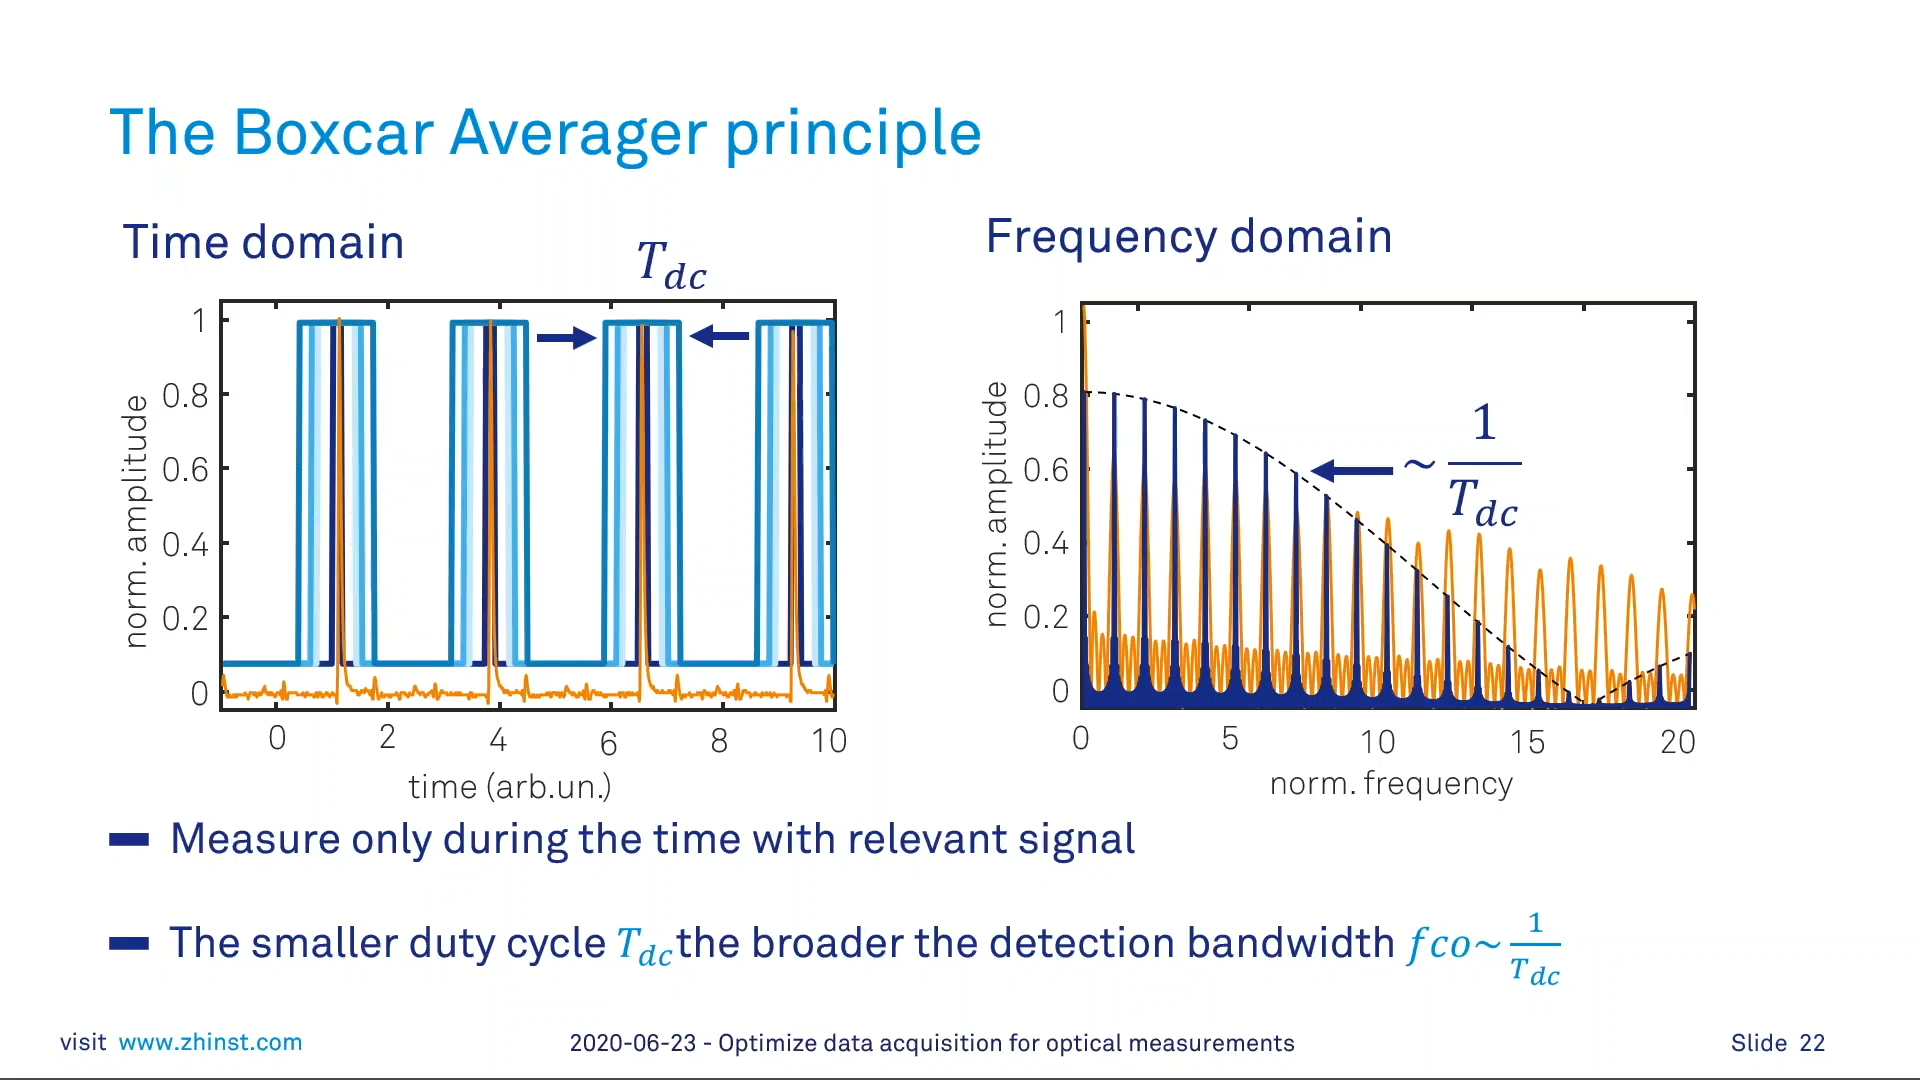 The Boxcar Averager principle
Time domain
T_dc
norm. amplitude
1
0.8
0.6
0.4
0.2
0
0 2 4 6 8 10
time (arb.un.)
Frequency domain
norm. amplitude
1
0.8
0.6
0.4
0.2
0
~ 1/T_dc
0 5 10 15 20
norm. frequency
Measure only during the time with relevant signal
The smaller duty cycle T_dc the broader the detection bandwidth fco~ 1/T_dc
visit www.zhinst.com
2020-06-23 - Optimize data acquisition for optical measurements
Slide 22